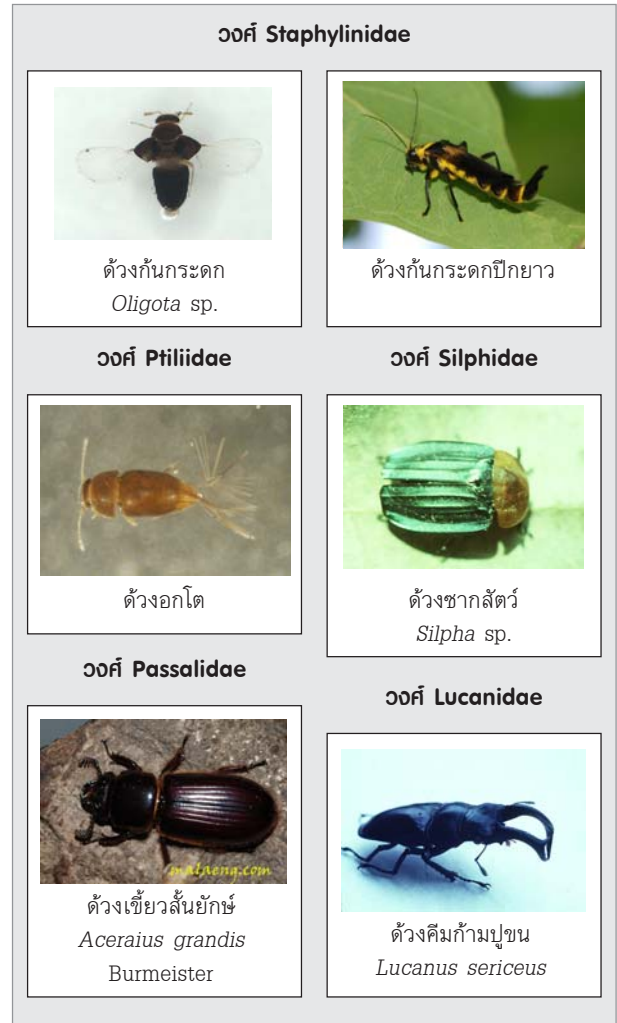 วงศ์ Staphylinidae
ด้วงก้นกระดก
Oligota sp.
ด้วงก้นกระดกปีกยาว
วงศ์ Ptiliidae
ด้วงอกโต
วงศ์ Silphidae
ด้วงซากสัตว์
Silpha sp.
วงศ์ Passalidae
malaeng.com
ด้วงเขี้ยวสั้นยักษ์
Aceraius grandis
Burmeister
วงศ์ Lucanidae
ด้วงคีมก้ามปูขน
Lucanus sericeus